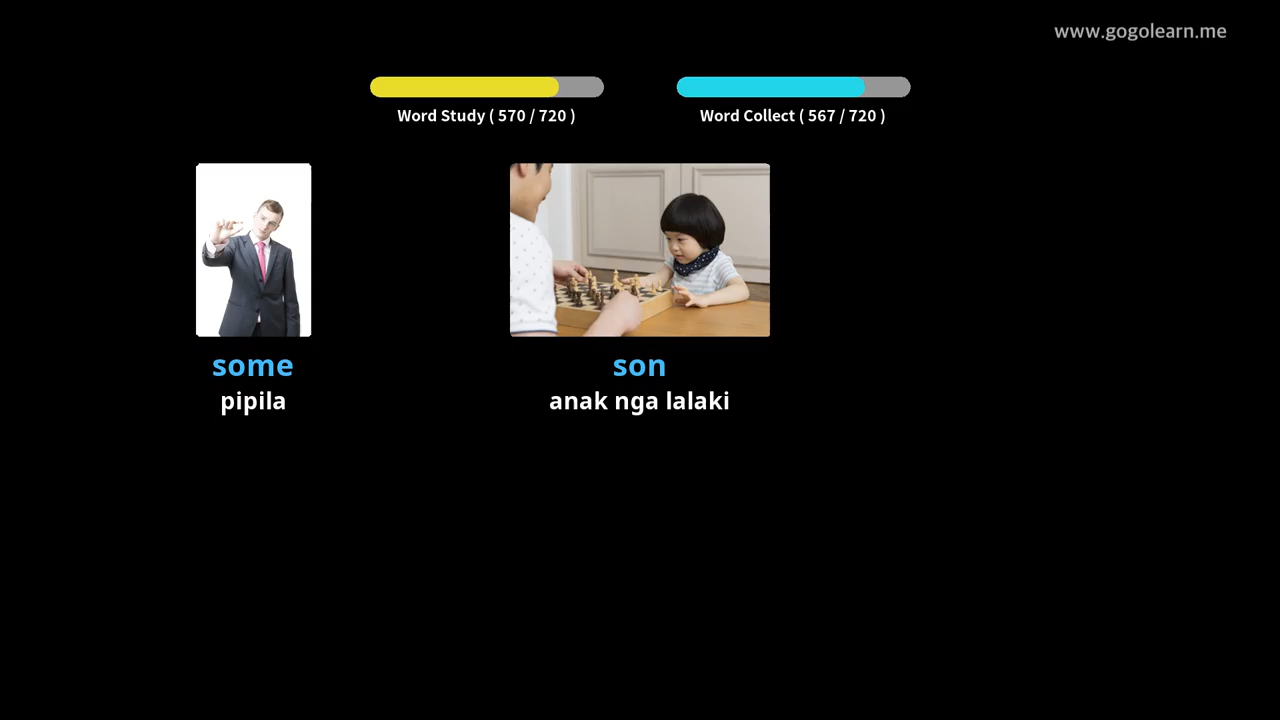 www.gogolearn.me
Word Study ( 570 / 720 )
Word Collect ( 567 / 720 )
some
pipila
son
anak nga lalaki